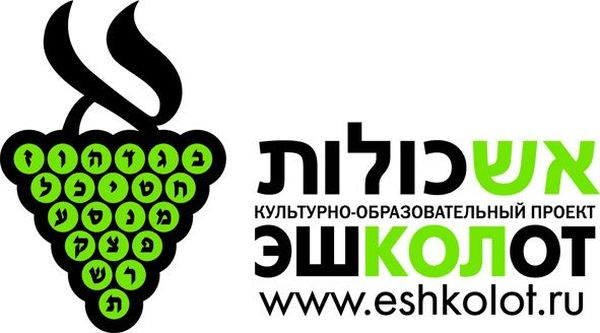 א
ב ג ד ה ו ז
ח ט י כ ל
מ נ ס ע
פ צ ק
ר ש
ת
אשכולות
КУЛЬТУРНО-ОБРАЗОВАТЕЛЬНЫЙ ПРОЕКТ
ЭШКОЛОТ
www.eshkolot.ru